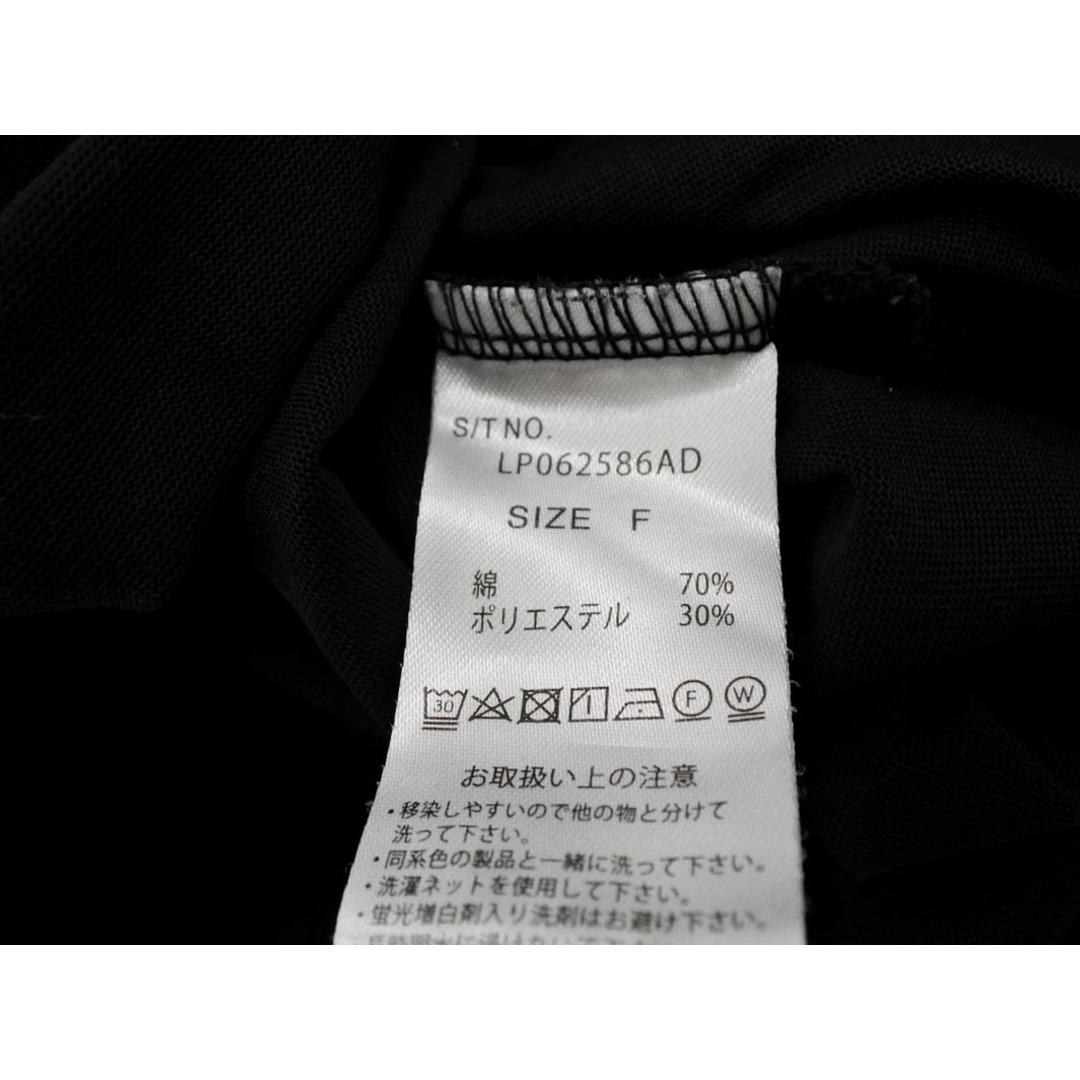 S/T NO.
LP062586AD
SIZE F
綿 70%
ポリエステル 30%
30 F W
お取扱い上の注意
・移染しやすいので他の物と分けて
洗って下さい。
・同系色の製品と一緒に洗って下さい。
・洗濯ネットを使用して下さい。
・蛍光増白剤入り洗剤はお避け下さい。